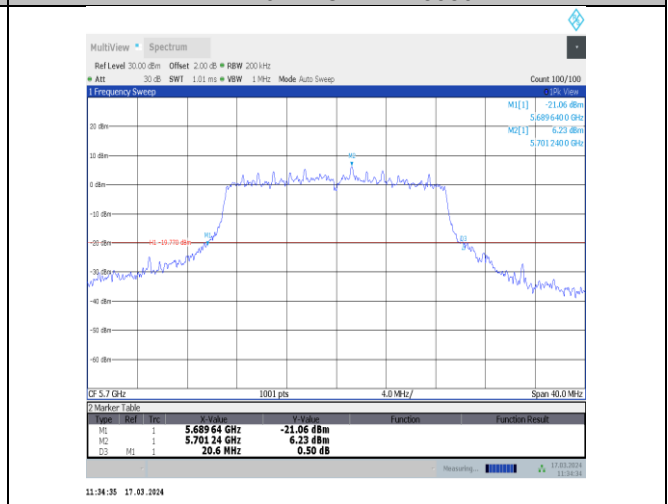 MultiView Spectrum
Ref Level 30.00 dBm Offset 2.00 dB RBW 200 kHz
Att 30 dB SWT 1.01 ms VBW 1 MHz Mode Auto Sweep Count 100/100
1 Frequency Sweep 1Pk View
M1[1] -21.06 dBm
5.6896400 GHz
M2[1] 6.23 dBm
5.7012400 GHz
20 dBm
10 dBm
M2
0 dBm
-10 dBm
M1
D3
-20 dBm
H1 -19.770 dBm
-30 dBm
-40 dBm
-50 dBm
-60 dBm
CF 5.7 GHz 1001 pts 4.0 MHz/ Span 40.0 MHz
2 Marker Table
Type Ref Trc X-Value Y-Value Function Function Result
M1 1 5.689 64 GHz -21.06 dBm
M2 1 5.701 24 GHz 6.23 dBm
D3 M1 1 20.6 MHz 0.50 dB
Measuring... 17.03.2024
11:34:34
11:34:35 17.03.2024